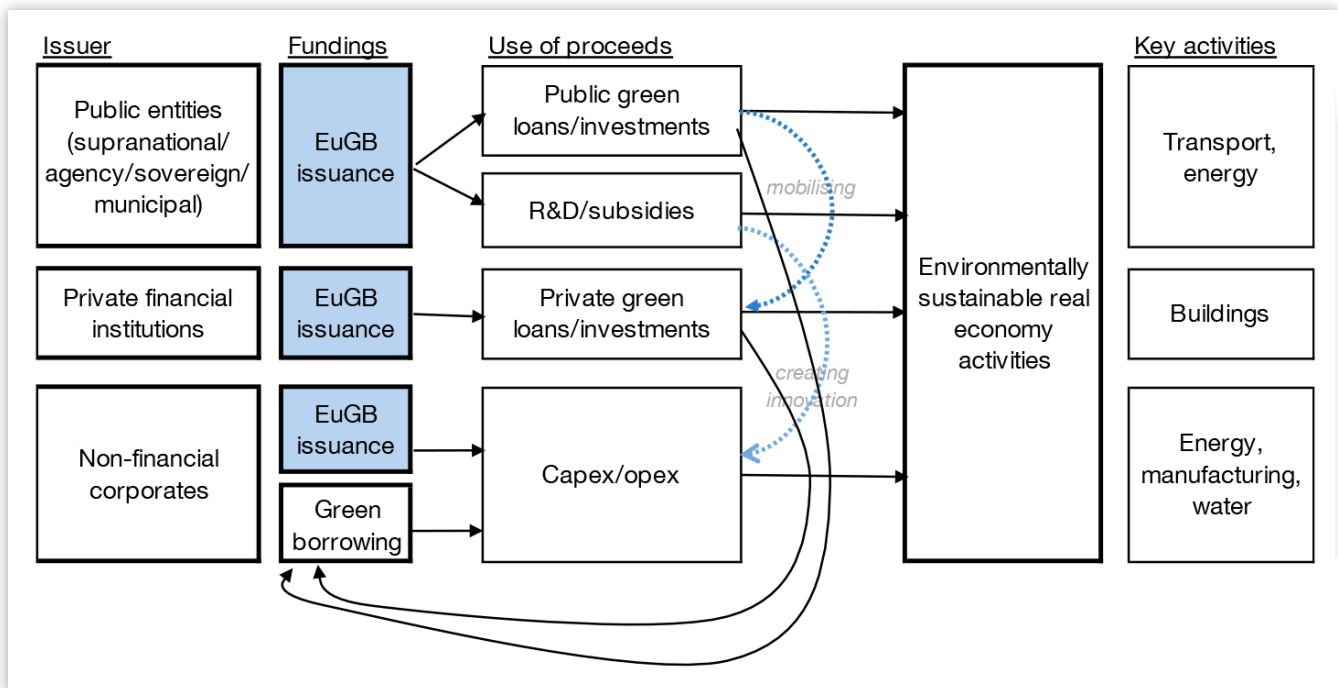 Issuer
Fundings
Use of proceeds
Key activities
Public entities
(supranational/
agency/sovereign/
municipal)
EuGB
issuance
Public green
loans/investments
R&D/subsidies
mobilising
Transport,
energy
Private financial
institutions
EuGB
issuance
Private green
loans/investments
Environmentally
sustainable real
economy
activities
Buildings
creating
innovation
Non-financial
corporates
EuGB
issuance
Green
borrowing
Capex/opex
Energy,
manufacturing,
water